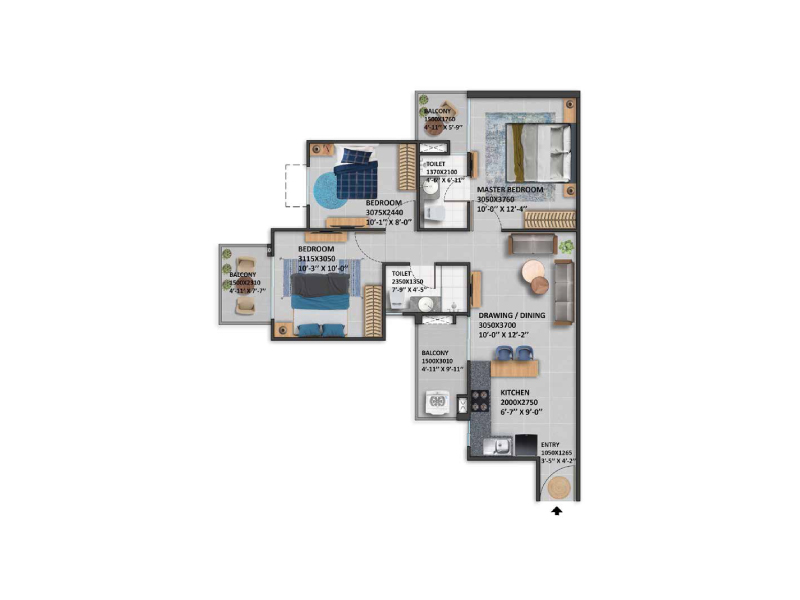 BALCONY
1500X1760
4'-11" X 5'-9"
TOILET
1370X2100
4'-6" X 6'-11"
MASTER BEDROOM
3050X3760
10'-0" X 12'-4"
BEDROOM
3075X2440
10'-1" X 8'-0"
BEDROOM
3115X3050
10'-3" X 10'-0"
BALCONY
1500X2310
4'-11" X 7'-7"
TOILET
2350X1350
7'-9" X 4'-5"
DRAWING / DINING
3050X3700
10'-0" X 12'-2"
BALCONY
1500X3010
4'-11" X 9'-11"
KITCHEN
2000X2750
6'-7" X 9'-0"
ENTRY
1050X1265
3'-5" X 4'-2"